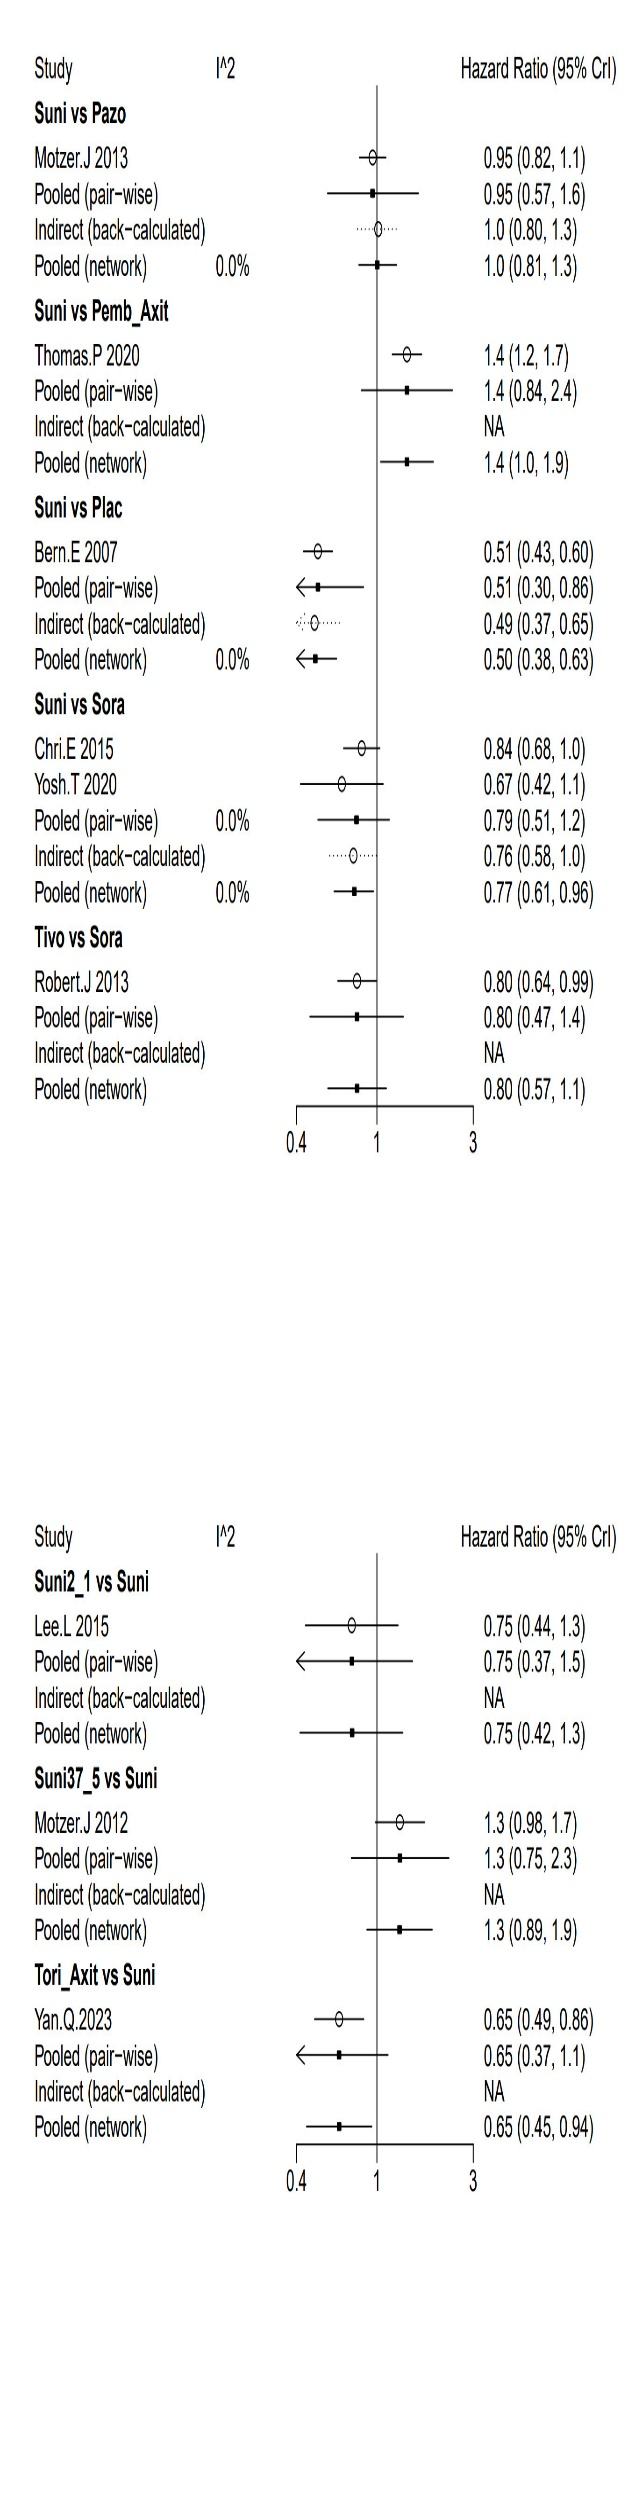 Study I^2 Hazard Ratio (95% CrI)
Suni vs Pazo
Motzer.J 2013 0.95 (0.82, 1.1)
Pooled (pair−wise) 0.95 (0.57, 1.6)
Indirect (back−calculated) 1.0 (0.80, 1.3)
Pooled (network) 0.0% 1.0 (0.81, 1.3)
Suni vs Pemb_Axit
Thomas.P 2020 1.4 (1.2, 1.7)
Pooled (pair−wise) 1.4 (0.84, 2.4)
Indirect (back−calculated) NA
Pooled (network) 1.4 (1.0, 1.9)
Suni vs Plac
Bern.E 2007 0.51 (0.43, 0.60)
Pooled (pair−wise) 0.51 (0.30, 0.86)
Indirect (back−calculated) 0.49 (0.37, 0.65)
Pooled (network) 0.0% 0.50 (0.38, 0.63)
Suni vs Sora
Chri.E 2015 0.84 (0.68, 1.0)
Yosh.T 2020 0.67 (0.42, 1.1)
Pooled (pair−wise) 0.0% 0.79 (0.51, 1.2)
Indirect (back−calculated) 0.76 (0.58, 1.0)
Pooled (network) 0.0% 0.77 (0.61, 0.96)
Tivo vs Sora
Robert.J 2013 0.80 (0.64, 0.99)
Pooled (pair−wise) 0.80 (0.47, 1.4)
Indirect (back−calculated) NA
Pooled (network) 0.80 (0.57, 1.1)
0.4 1 3
Study I^2 Hazard Ratio (95% CrI)
Suni2_1 vs Suni
Lee.L 2015 0.75 (0.44, 1.3)
Pooled (pair−wise) 0.75 (0.37, 1.5)
Indirect (back−calculated) NA
Pooled (network) 0.75 (0.42, 1.3)
Suni37_5 vs Suni
Motzer.J 2012 1.3 (0.98, 1.7)
Pooled (pair−wise) 1.3 (0.75, 2.3)
Indirect (back−calculated) NA
Pooled (network) 1.3 (0.89, 1.9)
Tori_Axit vs Suni
Yan.Q.2023 0.65 (0.49, 0.86)
Pooled (pair−wise) 0.65 (0.37, 1.1)
Indirect (back−calculated) NA
Pooled (network) 0.65 (0.45, 0.94)
0.4 1 3